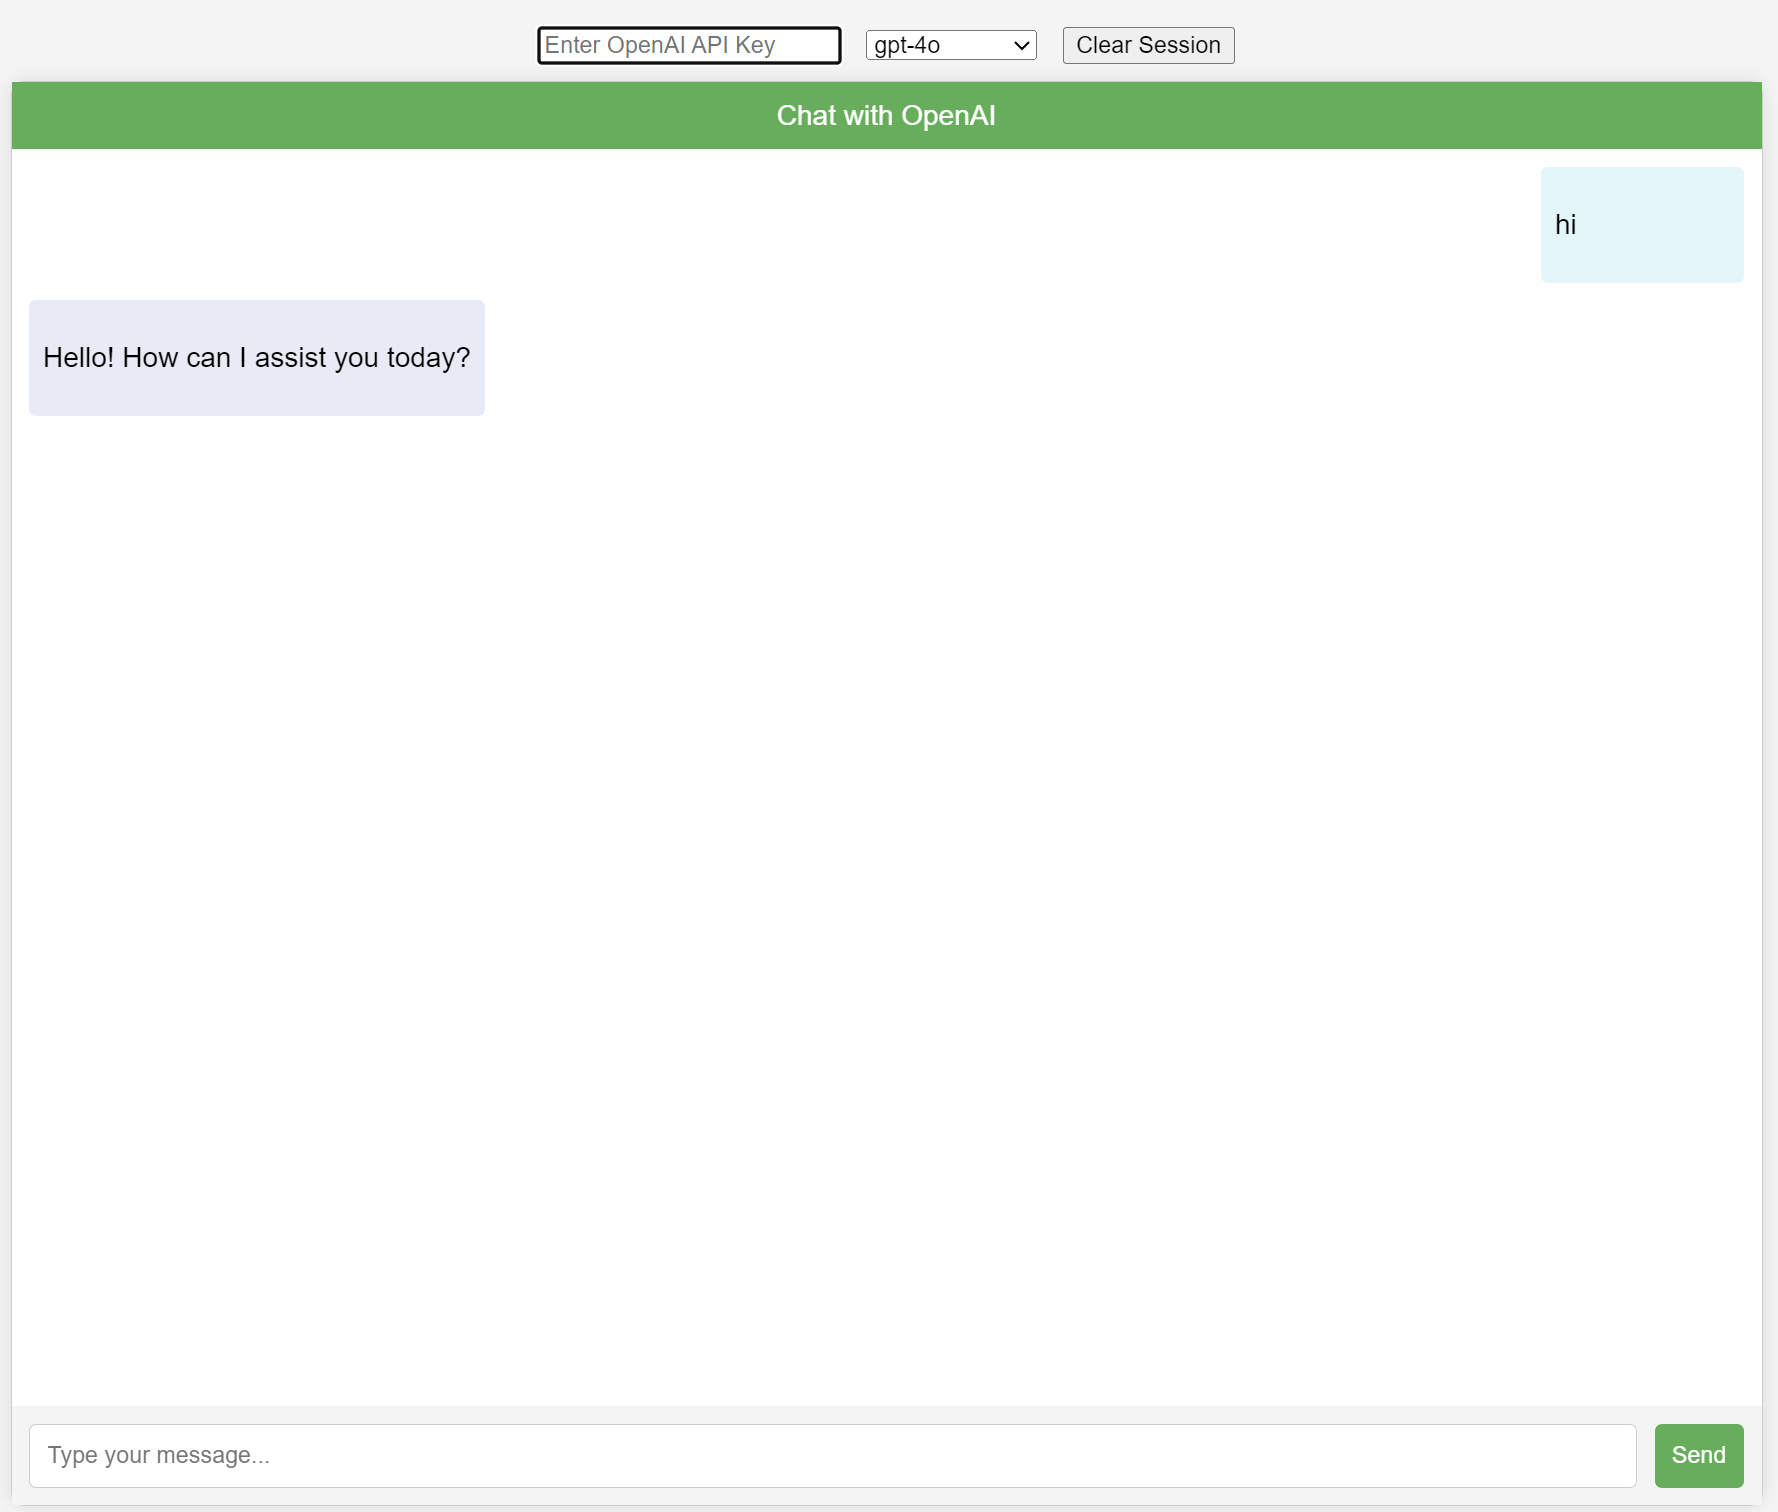 Enter OpenAI API Key gpt-4o Clear Session
Chat with OpenAI
hi
Hello! How can I assist you today?
Type your message... Send